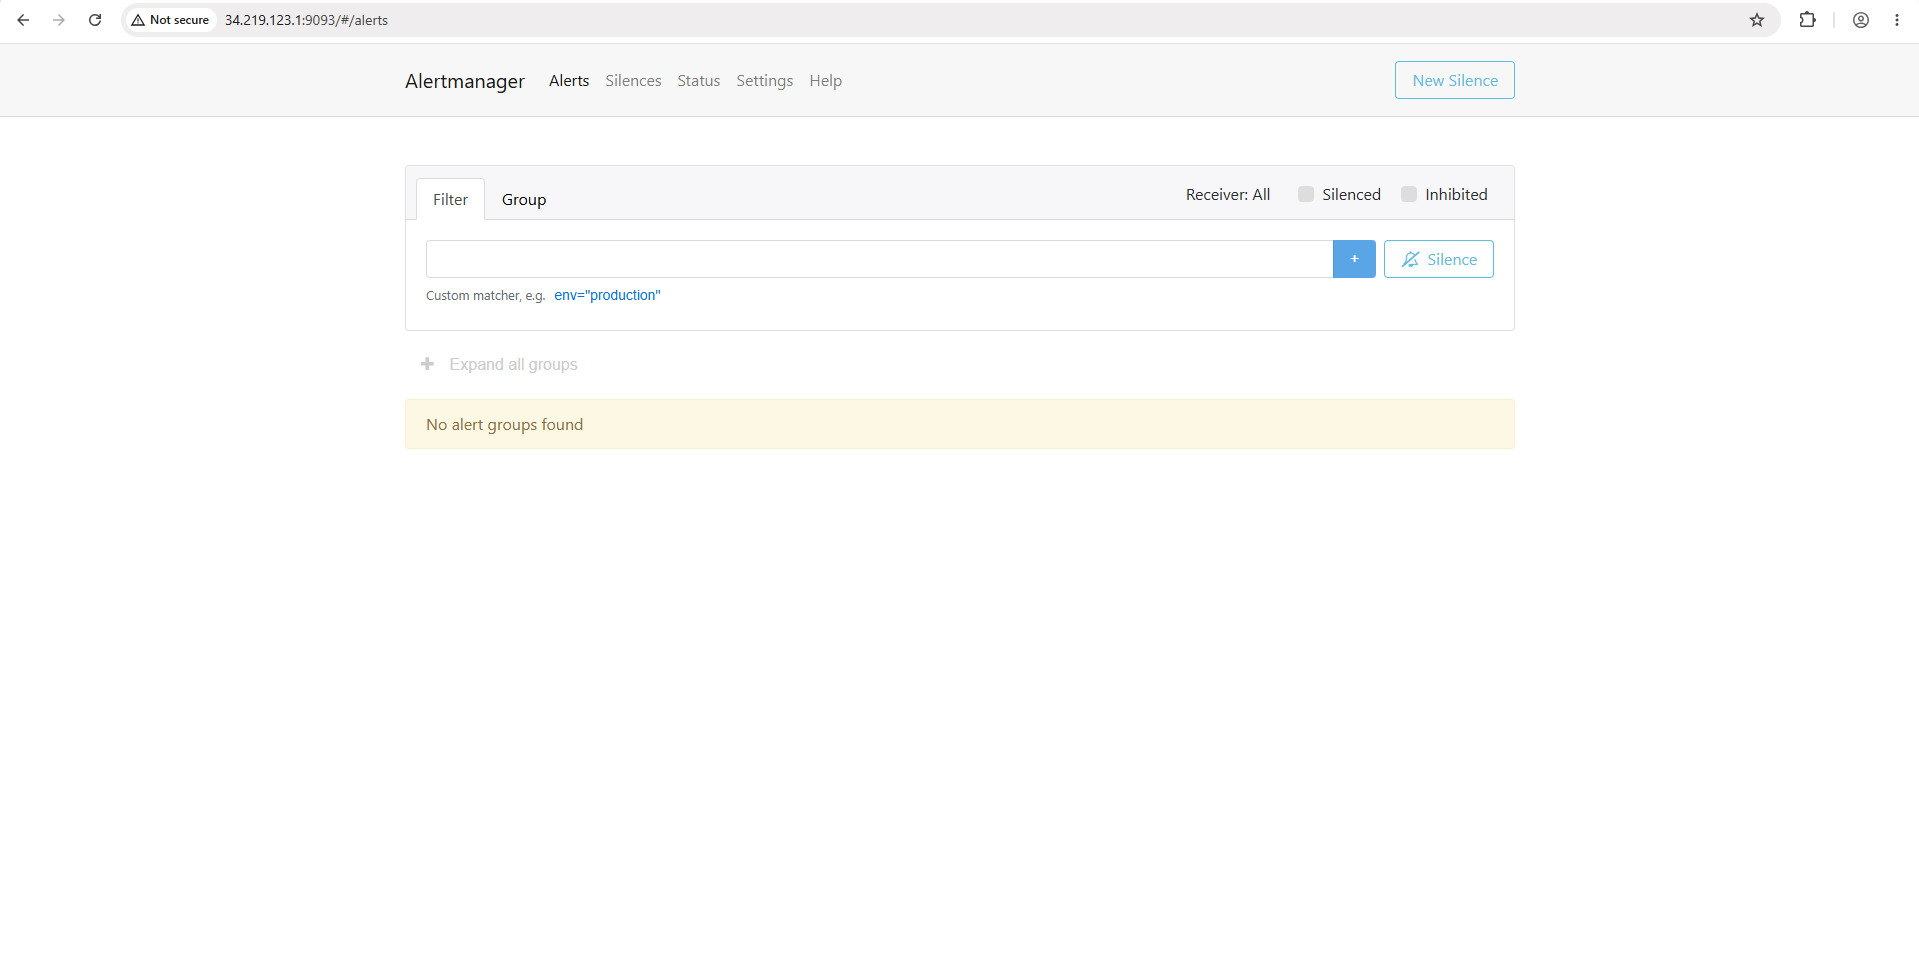 Not secure 34.219.123.1:9093/#/alerts
Alertmanager Alerts Silences Status Settings Help New Silence
Filter Group Receiver: All Silenced Inhibited
+ Silence
Custom matcher, e.g. env="production"
+ Expand all groups
No alert groups found